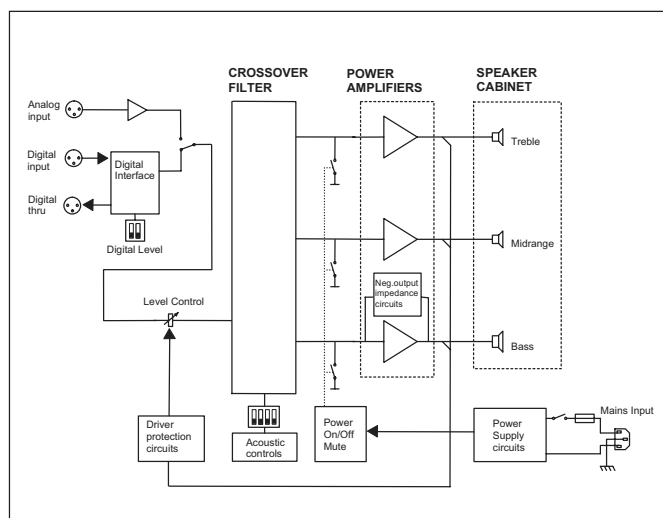 CROSSOVER
FILTER
POWER
AMPLIFIERS
SPEAKER
CABINET
Analog
input
Digital
input
Digital
thru
Digital
Interface
Digital Level
Treble
Midrange
Neg.output
impedance
circuits
Bass
Level Control
Driver
protection
circuits
Acoustic
controls
Power
On/Off
Mute
Power
Supply
circuits
Mains Input